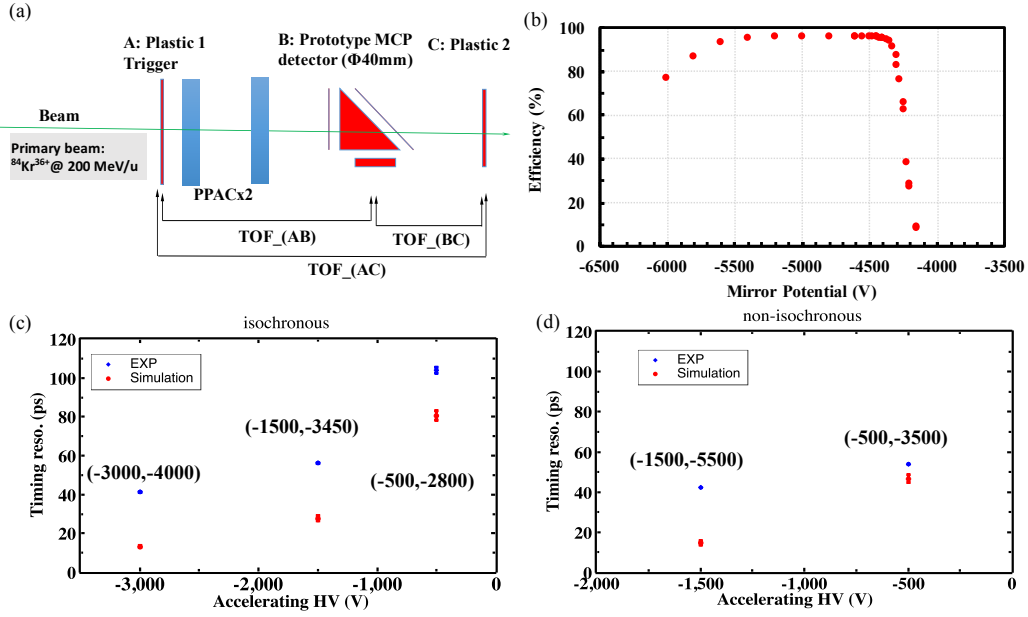 (a)
A: Plastic 1
Trigger
B: Prototype MCP
detector (Φ40mm)
C: Plastic 2
Beam
Primary beam:
⁸⁴Kr³⁶⁺@ 200 MeV/u
PPACx2
TOF_(AB)
TOF_(BC)
TOF_(AC)
(b)
100
80
60
40
20
0
Efficiency (%)
-6500 -6000 -5500 -5000 -4500 -4000 -3500
Mirror Potential (V)
(c)
isochronous
120
100
80
60
40
20
0
Timing reso. (ps)
EXP
Simulation
(-3000,-4000)
(-1500,-3450)
(-500,-2800)
-3,000 -2,000 -1,000 0
Accelerating HV (V)
(d)
non-isochronous
120
100
80
60
40
20
0
Timing reso. (ps)
EXP
Simulation
(-1500,-5500)
(-500,-3500)
-2,000 -1,500 -1,000 -500 0
Accelerating HV (V)